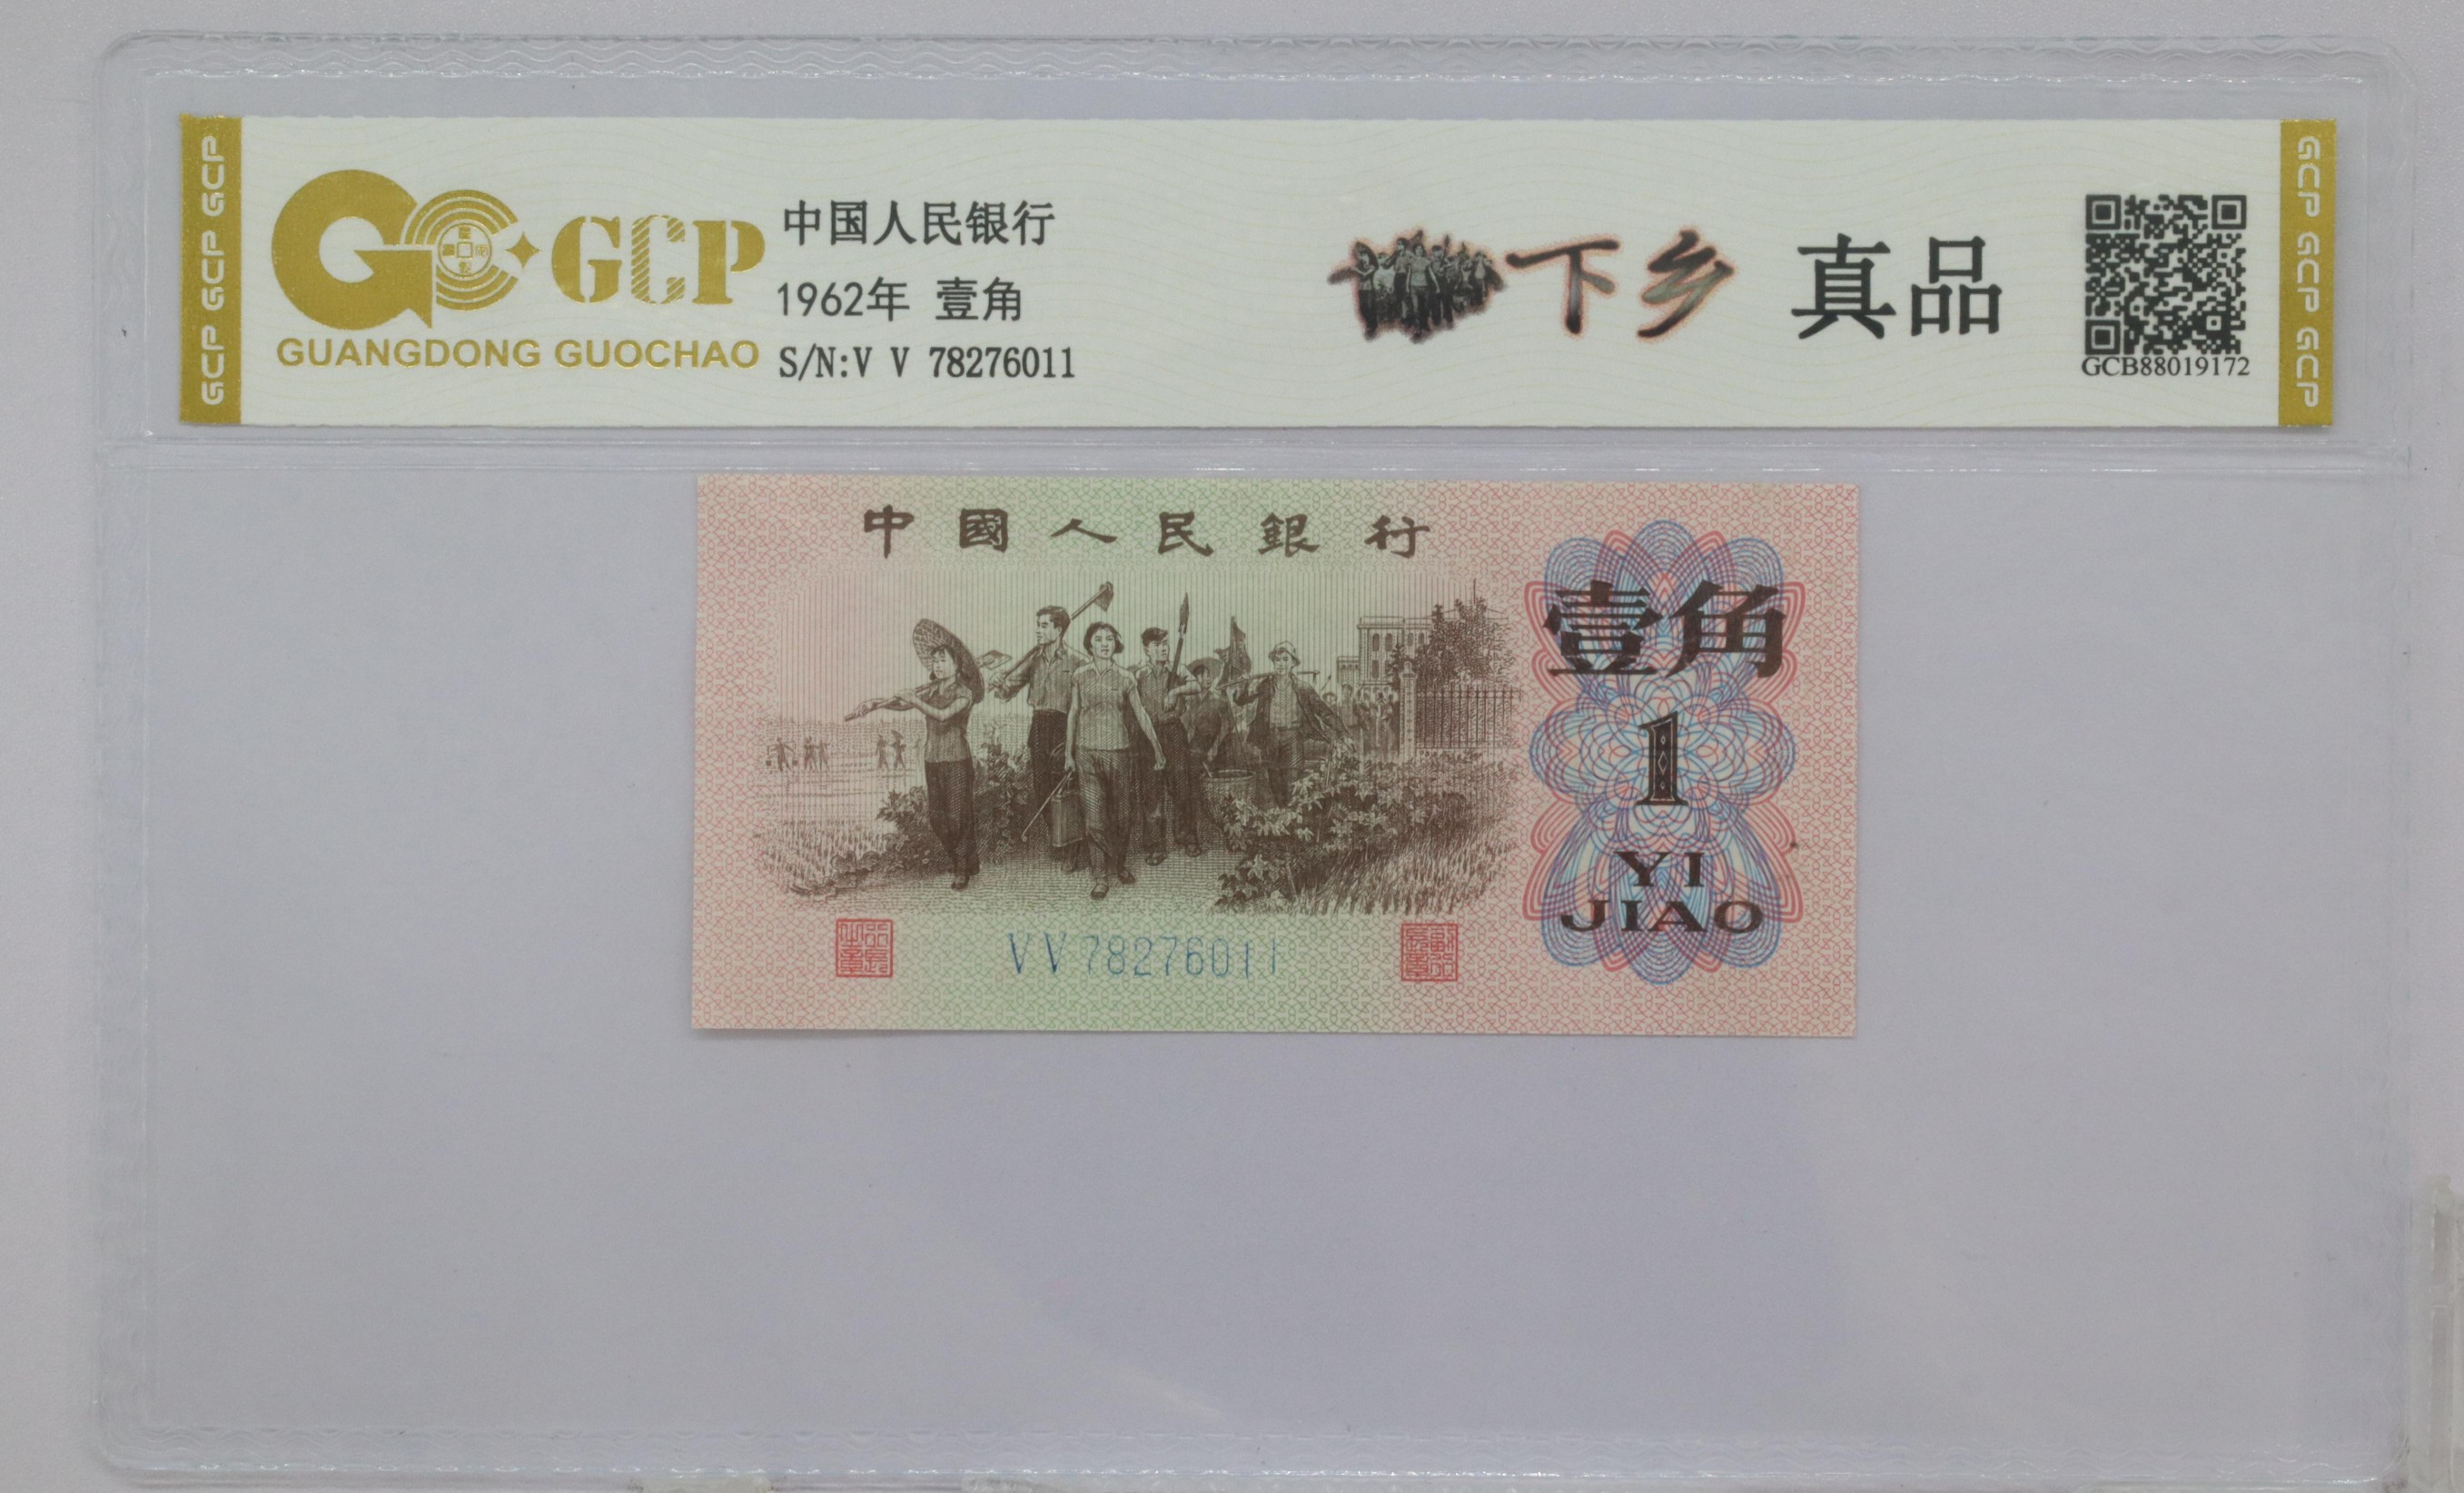 GCP GCP GCP
GCP
GUANGDONG GUOCHAO
中国人民银行
1962年 壹角
S/N:V V 78276011
下乡 真品
GCB88019172
GCP GCP GCP
中國人民銀行
壹角
1
YI
JIAO
VV78276011